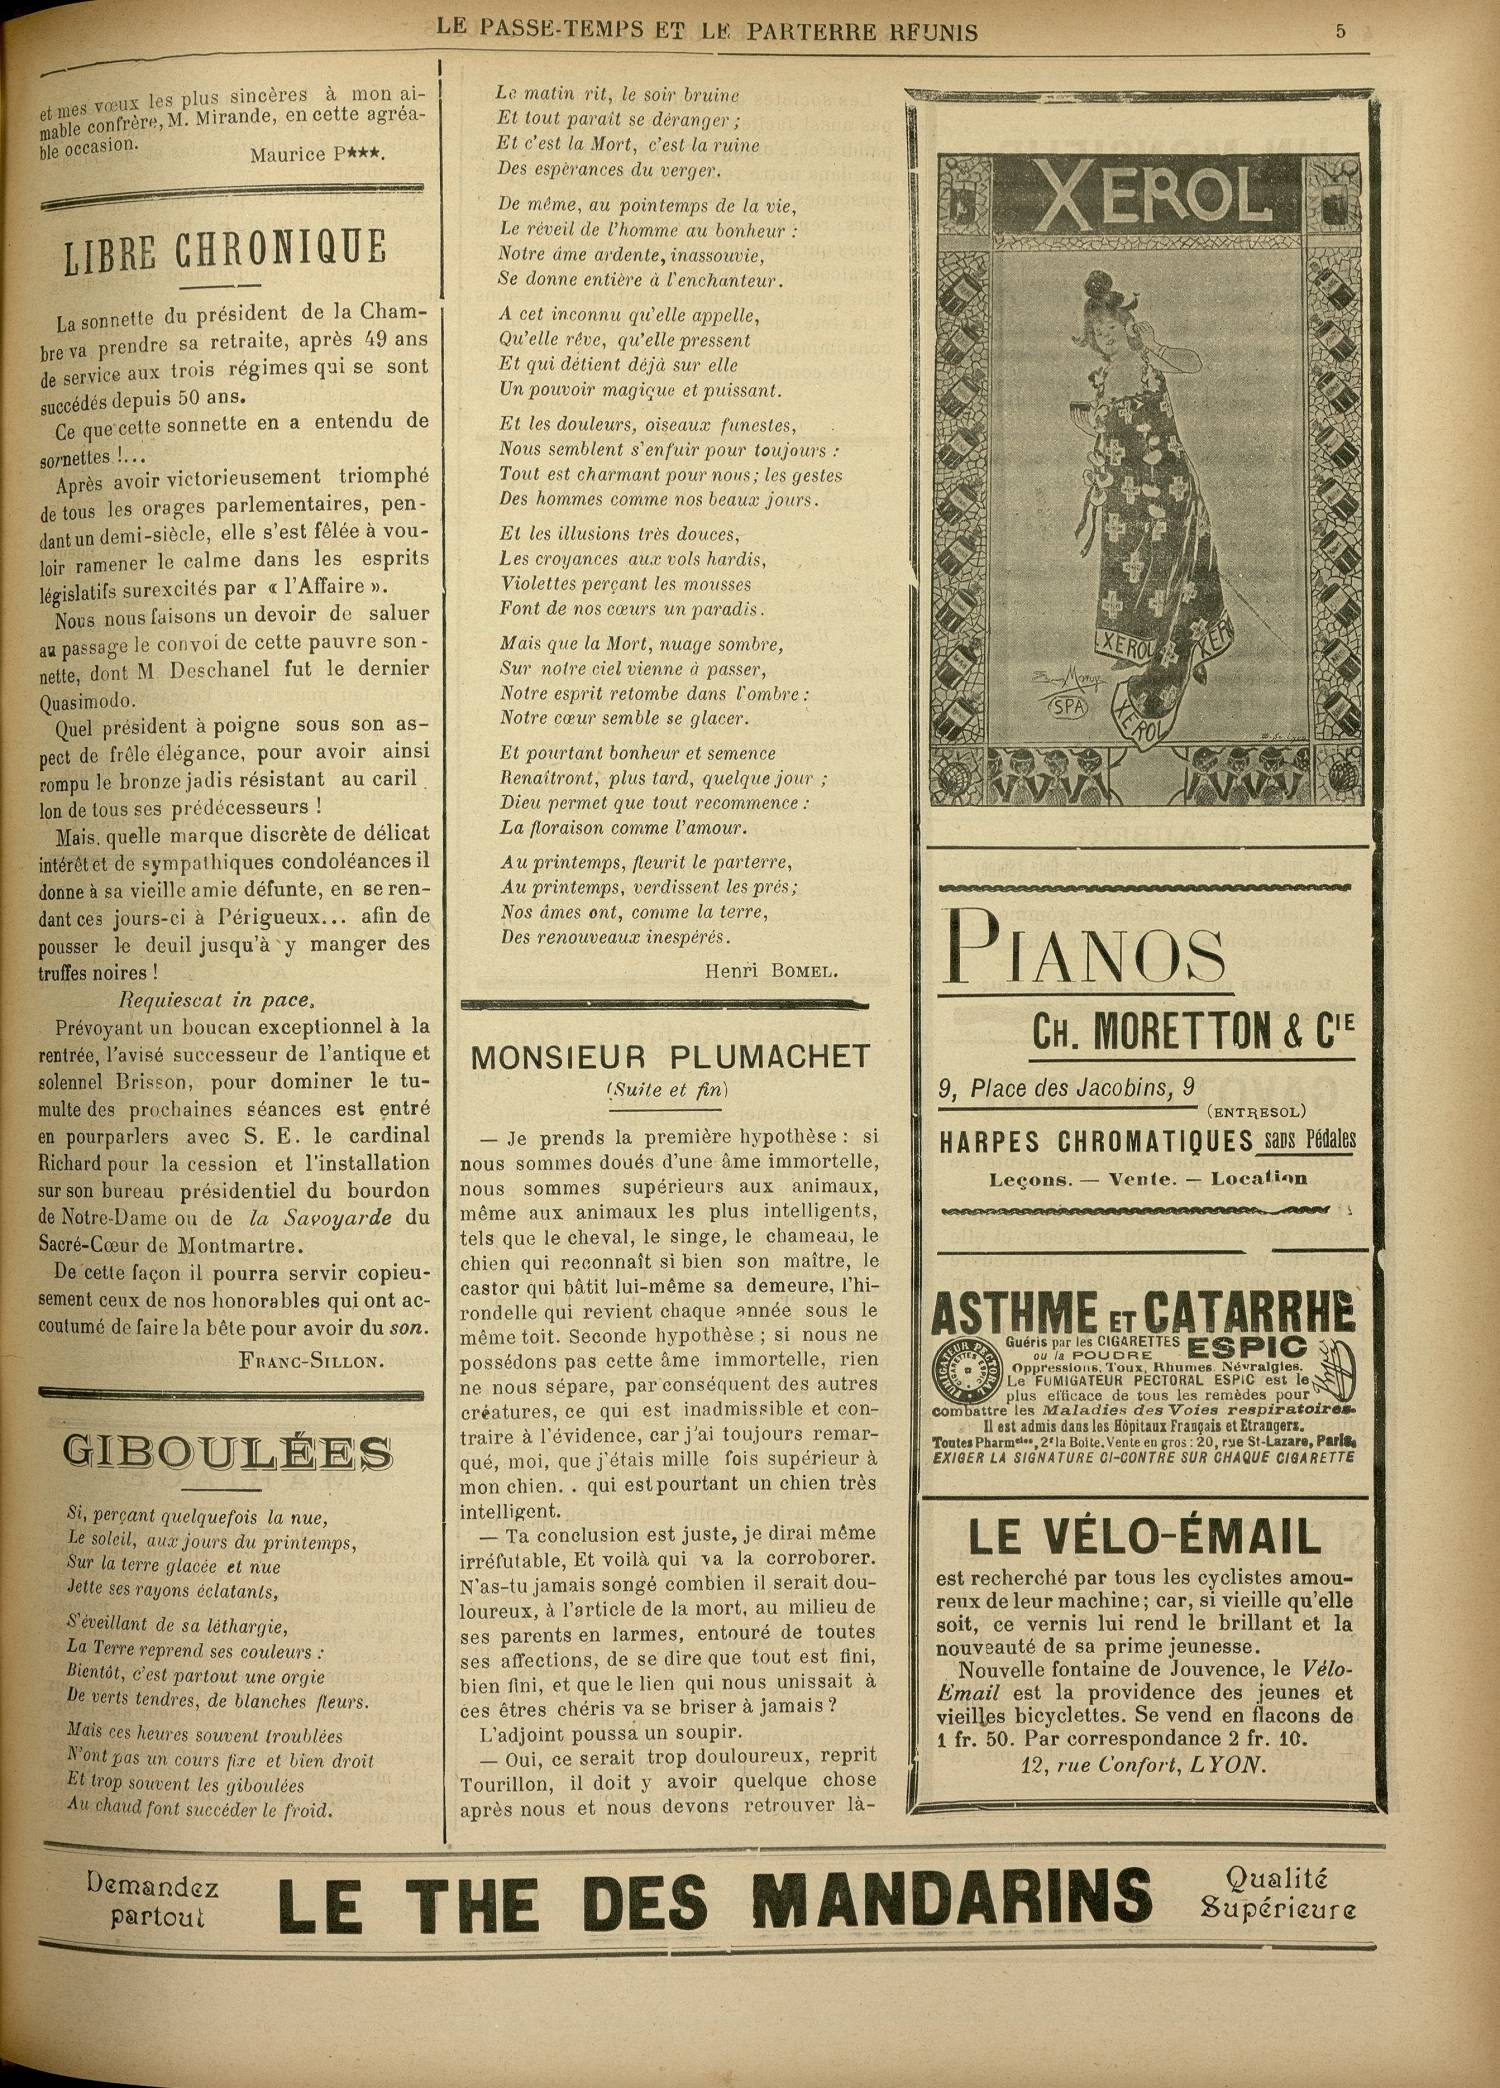 LE PASSE-TEMPS ET LE PARTERRE REUNIS
5
et mes vœux les plus sincères à mon ai-
mable confrère, M. Mirande, en cette agréa-
ble occasion.
Maurice P★★★.
LIBRE CHRONIQUE
La sonnette du président de la Cham-
bre va prendre sa retraite, après 49 ans
de service aux trois régimes qui se sont
succédés depuis 50 ans.
Ce que cette sonnette en a entendu de
sornettes !...
Après avoir victorieusement triomphé
de tous les orages parlementaires, pen-
dant un demi-siècle, elle s'est fêlée à vou-
loir ramener le calme dans les esprits
législatifs surexcités par « l'Affaire ».
Nous nous faisons un devoir de saluer
au passage le convoi de cette pauvre son-
nette, dont M Deschanel fut le dernier
Quasimodo.
Quel président à poigne sous son as-
pect de frêle élégance, pour avoir ainsi
rompu le bronze jadis résistant au caril
lon de tous ses prédécesseurs !
Mais, quelle marque discrète de délicat
intérêt et de sympathiques condoléances il
donne à sa vieille amie défunte, en se ren-
dant ces jours-ci à Périgueux... afin de
pousser le deuil jusqu'à y manger des
truffes noires !
Requiescat in pace.
Prévoyant un boucan exceptionnel à la
rentrée, l'avisé successeur de l'antique et
solennel Brisson, pour dominer le tu-
multe des prochaines séances est entré
en pourparlers avec S. E. le cardinal
Richard pour la cession et l'installation
sur son bureau présidentiel du bourdon
de Notre-Dame ou de la Savoyarde du
Sacré-Cœur de Montmartre.
De cette façon il pourra servir copieu-
sement ceux de nos honorables qui ont ac-
coutumé de faire la bête pour avoir du son.
FRANC-SILLON.
GIBOULÉES
Si, perçant quelquefois la nue,
Le soleil, aux jours du printemps,
Sur la terre glacée et nue
Jette ses rayons éclatants,
S'éveillant de sa léthargie,
La Terre reprend ses couleurs :
Bientôt, c'est partout une orgie
De verts tendres, de blanches fleurs.
Mais ces heures souvent troublées
N'ont pas un cours fixe et bien droit
Et trop souvent les giboulées
Au chaud font succéder le froid.
Le matin rit, le soir bruine
Et tout paraît se déranger ;
Et c'est la Mort, c'est la ruine
Des espèrances du verger.
De même, au pointemps de la vie,
Le réveil de l'homme au bonheur :
Notre âme ardente, inassouvie,
Se donne entière à l'enchanteur.
A cet inconnu qu'elle appelle,
Qu'elle rêve, qu'elle pressent
Et qui détient déjà sur elle
Un pouvoir magique et puissant.
Et les douleurs, oiseaux funestes,
Nous semblent s'enfuir pour toujours :
Tout est charmant pour nous ; les gestes
Des hommes comme nos beaux jours.
Et les illusions très douces,
Les croyances aux vols hardis,
Violettes perçant les mousses
Font de nos cœurs un paradis.
Mais que la Mort, nuage sombre,
Sur notre ciel vienne à passer,
Notre esprit retombe dans l'ombre :
Notre cœur semble se glacer.
Et pourtant bonheur et semence
Renaîtront, plus tard, quelque jour ;
Dieu permet que tout recommence :
La floraison comme l'amour.
Au printemps, fleurit le parterre,
Au printemps, verdissent les prés ;
Nos âmes ont, comme la terre,
Des renouveaux inespérés.
Henri BOMEL.
MONSIEUR PLUMACHET
(Suite et fin)
— Je prends la première hypothèse : si
nous sommes doués d'une âme immortelle,
nous sommes supérieurs aux animaux,
même aux animaux les plus intelligents,
tels que le cheval, le singe, le chameau, le
chien qui reconnaît si bien son maître, le
castor qui bâtit lui-même sa demeure, l'hi-
rondelle qui revient chaque année sous le
même toit. Seconde hypothèse ; si nous ne
possédons pas cette âme immortelle, rien
ne nous sépare, par conséquent des autres
créatures, ce qui est inadmissible et con-
traire à l'évidence, car j'ai toujours remar-
qué, moi, que j'étais mille fois supérieur à
mon chien. . qui est pourtant un chien très
intelligent.
— Ta conclusion est juste, je dirai même
irréfutable, Et voilà qui va la corroborer.
N'as-tu jamais songé combien il serait dou-
loureux, à l'article de la mort, au milieu de
ses parents en larmes, entouré de toutes
ses affections, de se dire que tout est fini,
bien fini, et que le lien qui nous unissait à
ces êtres chéris va se briser à jamais ?
L'adjoint poussa un soupir.
— Oui, ce serait trop douloureux, reprit
Tourillon, il doit y avoir quelque chose
après nous et nous devons retrouver là-
XEROL
XEROL
XEROL
SPA
XEROL
PIANOS
CH. MORETTON & CIE
9, Place des Jacobins, 9
(ENTRESOL)
HARPES CHROMATIQUES sans Pédales
Leçons. — Vente. — Location
ASTHME ET CATARRHE
Guéris par les CIGARETTES ESPIC
ou la POUDRE
Oppressions, Toux, Rhumes, Névralgies.
Le FUMIGATEUR PECTORAL ESPIC est le
plus efficace de tous les remèdes pour
combattre les Maladies des Voies respiratoires.
Il est admis dans les Hôpitaux Français et Etrangers.
Toutes Pharmcies, 2f la Boîte. Vente en gros : 20, rue St-Lazare, Paris.
EXIGER LA SIGNATURE CI-CONTRE SUR CHAQUE CIGARETTE
LE VÉLO-ÉMAIL
est recherché par tous les cyclistes amou-
reux de leur machine ; car, si vieille qu'elle
soit, ce vernis lui rend le brillant et la
nouveauté de sa prime jeunesse.
Nouvelle fontaine de Jouvence, le Vélo-
Email est la providence des jeunes et
vieilles bicyclettes. Se vend en flacons de
1 fr. 50. Par correspondance 2 fr. 10.
12, rue Confort, LYON.
Demandez
partout
LE THE DES MANDARINS
Qualité
Supérieure